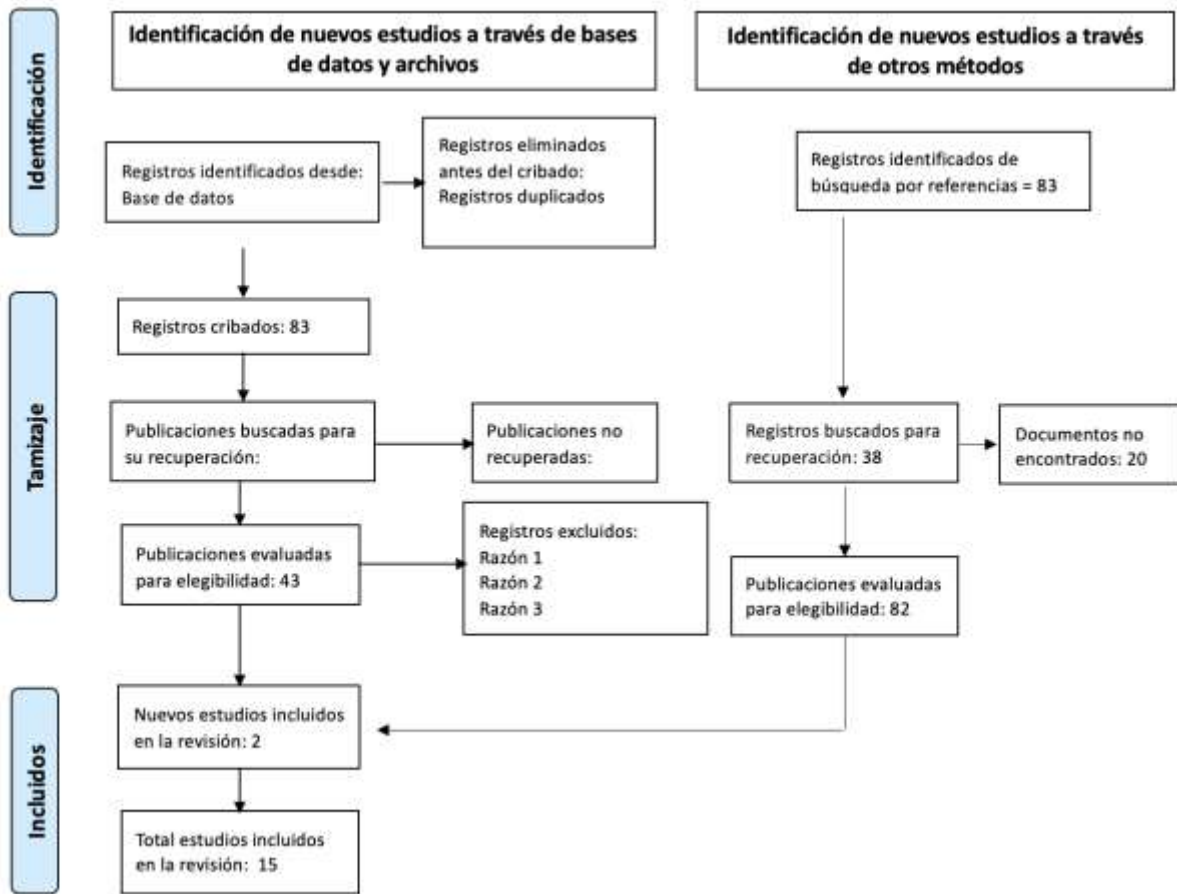 Identificación
Identificación de nuevos estudios a través de bases
de datos y archivos
Identificación de nuevos estudios a través
de otros métodos
Registros identificados desde:
Base de datos
Registros eliminados
antes del cribado:
Registros duplicados
Registros identificados de
búsqueda por referencias = 83
Tamizaje
Registros cribados: 83
Publicaciones buscadas para
su recuperación:
Publicaciones no
recuperadas:
Registros buscados para
recuperación: 38
Documentos no
encontrados: 20
Publicaciones evaluadas
para elegibilidad: 43
Registros excluidos:
Razón 1
Razón 2
Razón 3
Publicaciones evaluadas
para elegibilidad: 82
Incluidos
Nuevos estudios incluidos
en la revisión: 2
Total estudios incluidos
en la revisión: 15